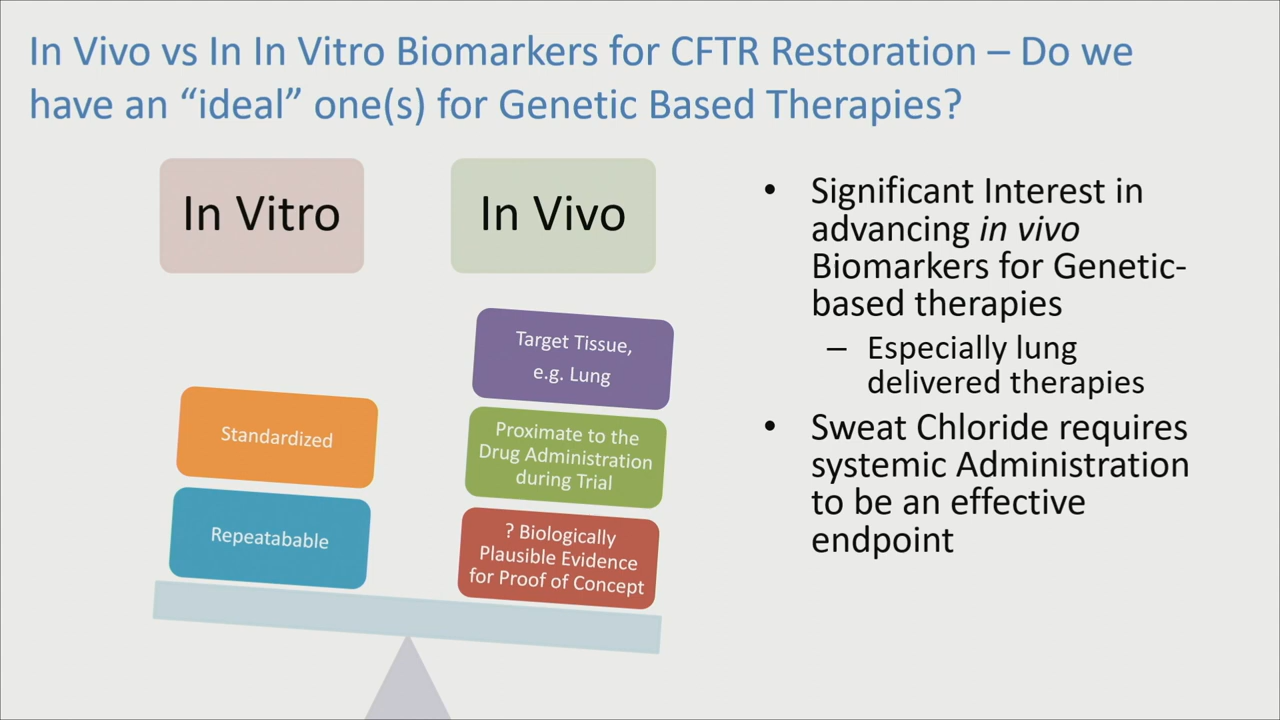 In Vivo vs In In Vitro Biomarkers for CFTR Restoration – Do we
have an “ideal” one(s) for Genetic Based Therapies?
In Vitro
In Vivo
Target Tissue,
e.g. Lung
Standardized
Proximate to the
Drug Administration
during Trial
Repeatabable
? Biologically
Plausible Evidence
for Proof of Concept
• Significant Interest in
advancing in vivo
Biomarkers for Genetic-
based therapies
– Especially lung
delivered therapies
• Sweat Chloride requires
systemic Administration
to be an effective
endpoint